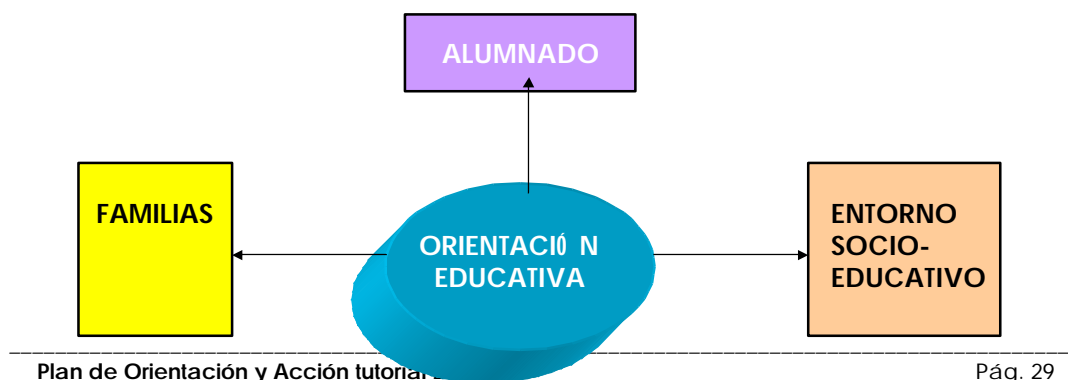 ALUMNADO
FAMILIAS
ORIENTACIÓN
EDUCATIVA
ENTORNO
SOCIO-
EDUCATIVO
Plan de Orientación y Acción tutorial
Pág. 29